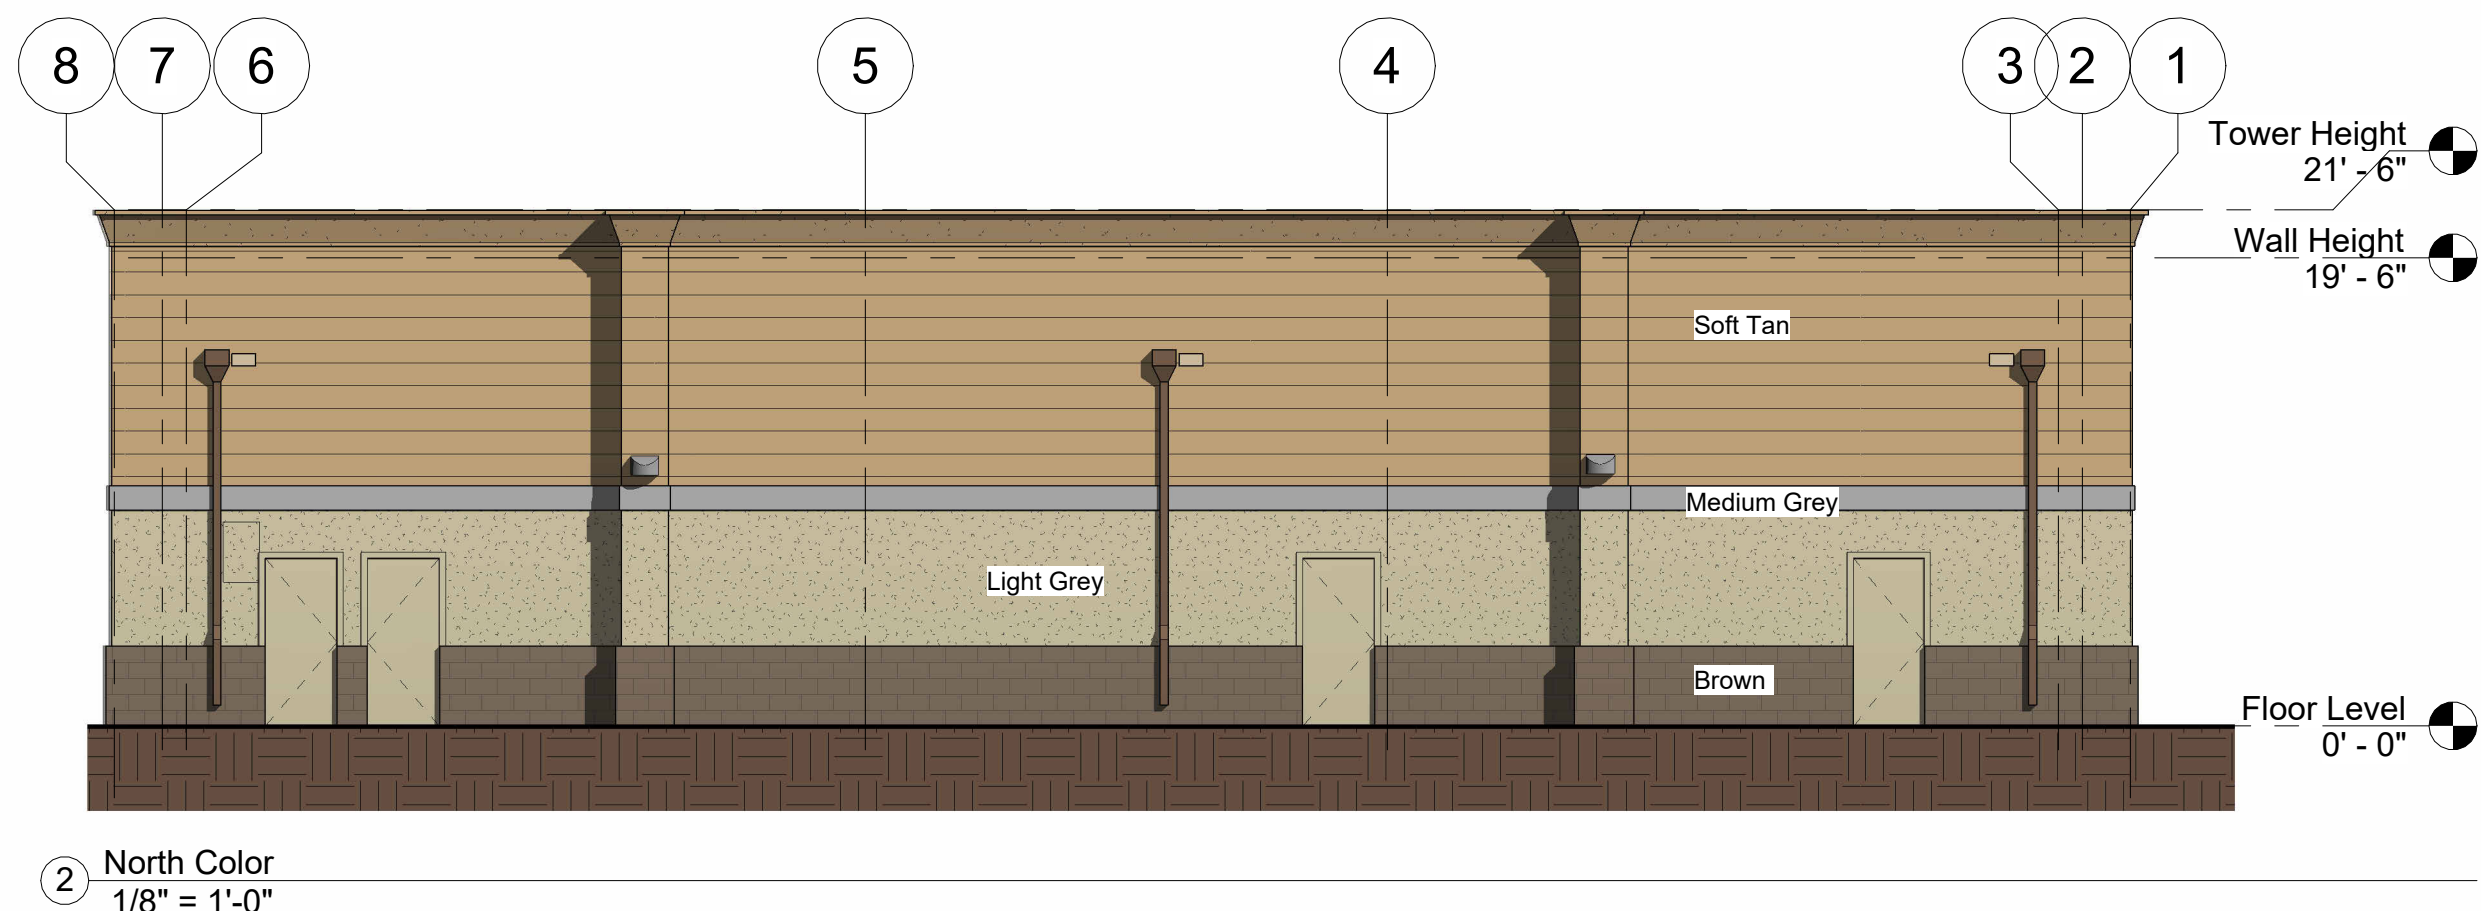 8 7 6 5 4 3 2 1
Tower Height
21' - 6"
Wall Height
19' - 6"
Soft Tan
Medium Grey
Light Grey
Brown
Floor Level
0' - 0"
2 North Color
1/8" = 1'-0"